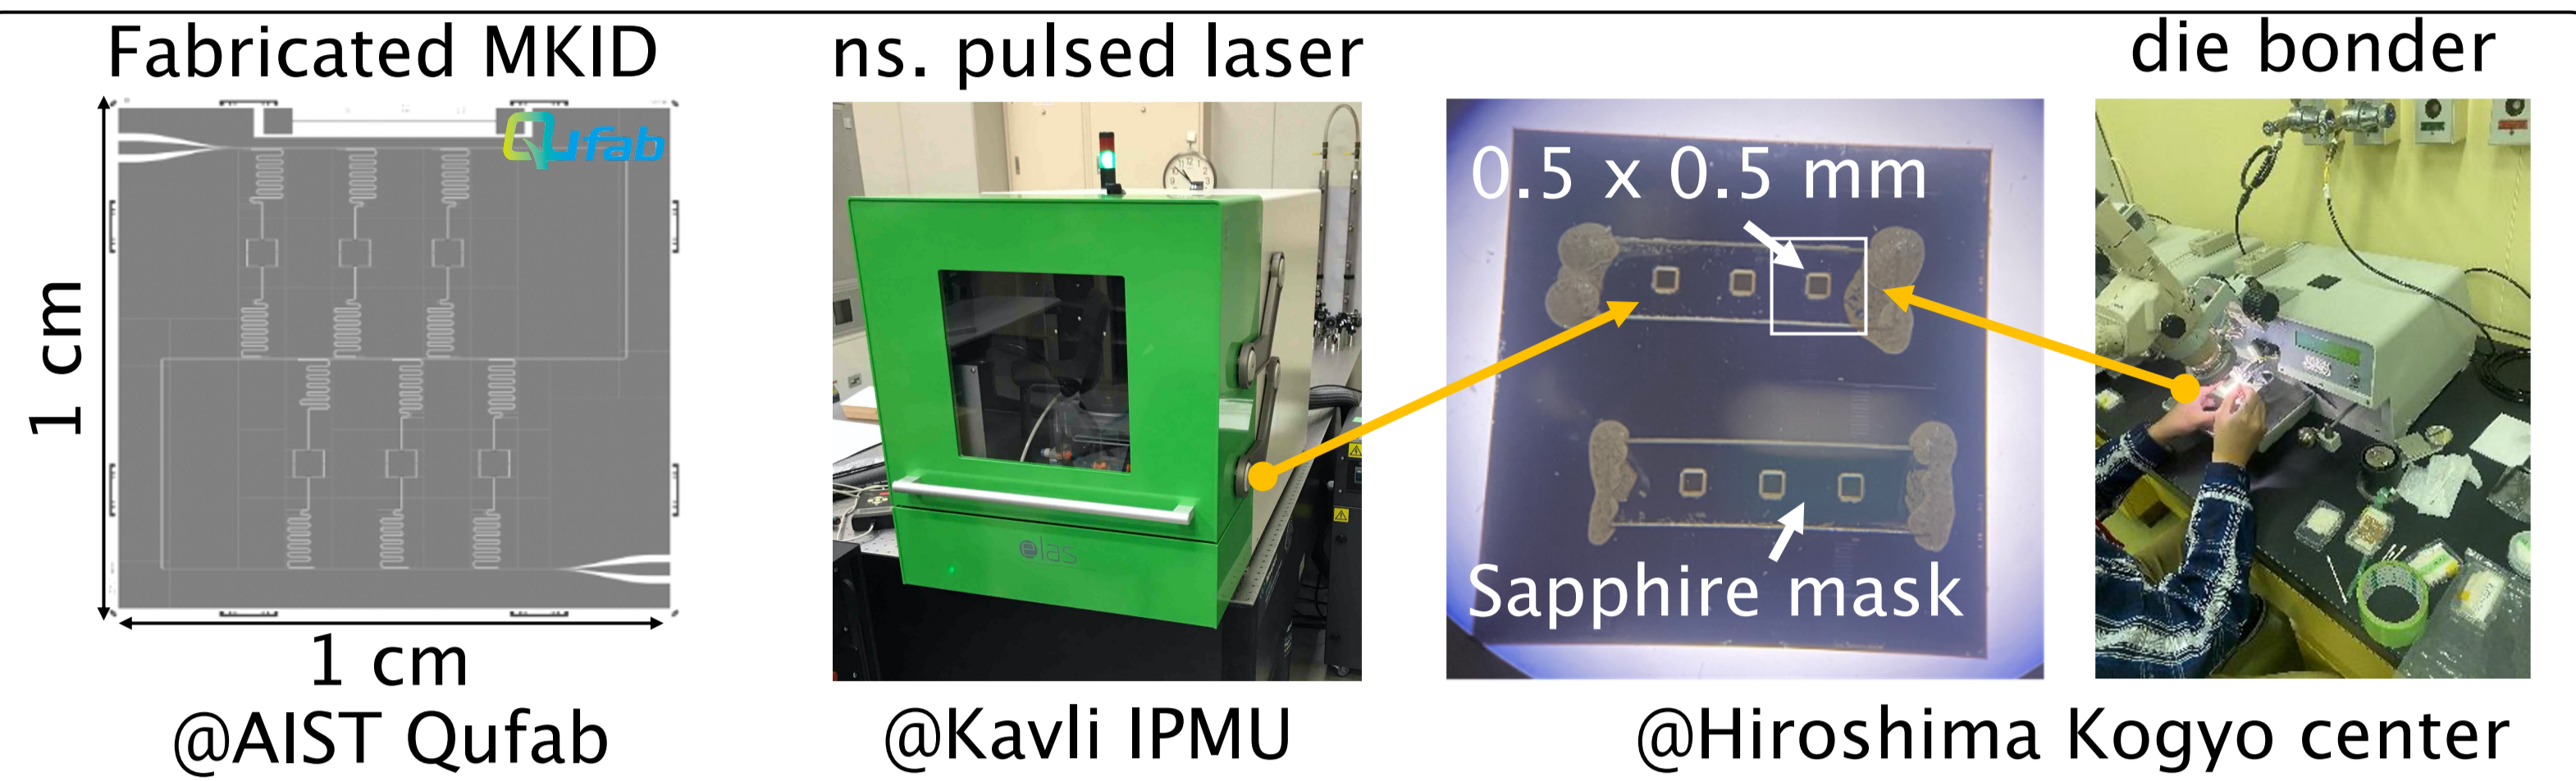 Fabricated MKID
Qufab
1 cm
1 cm
@AIST Qufab
ns. pulsed laser
elas
@Kavli IPMU
0.5 x 0.5 mm
Sapphire mask
die bonder
@Hiroshima Kogyo center